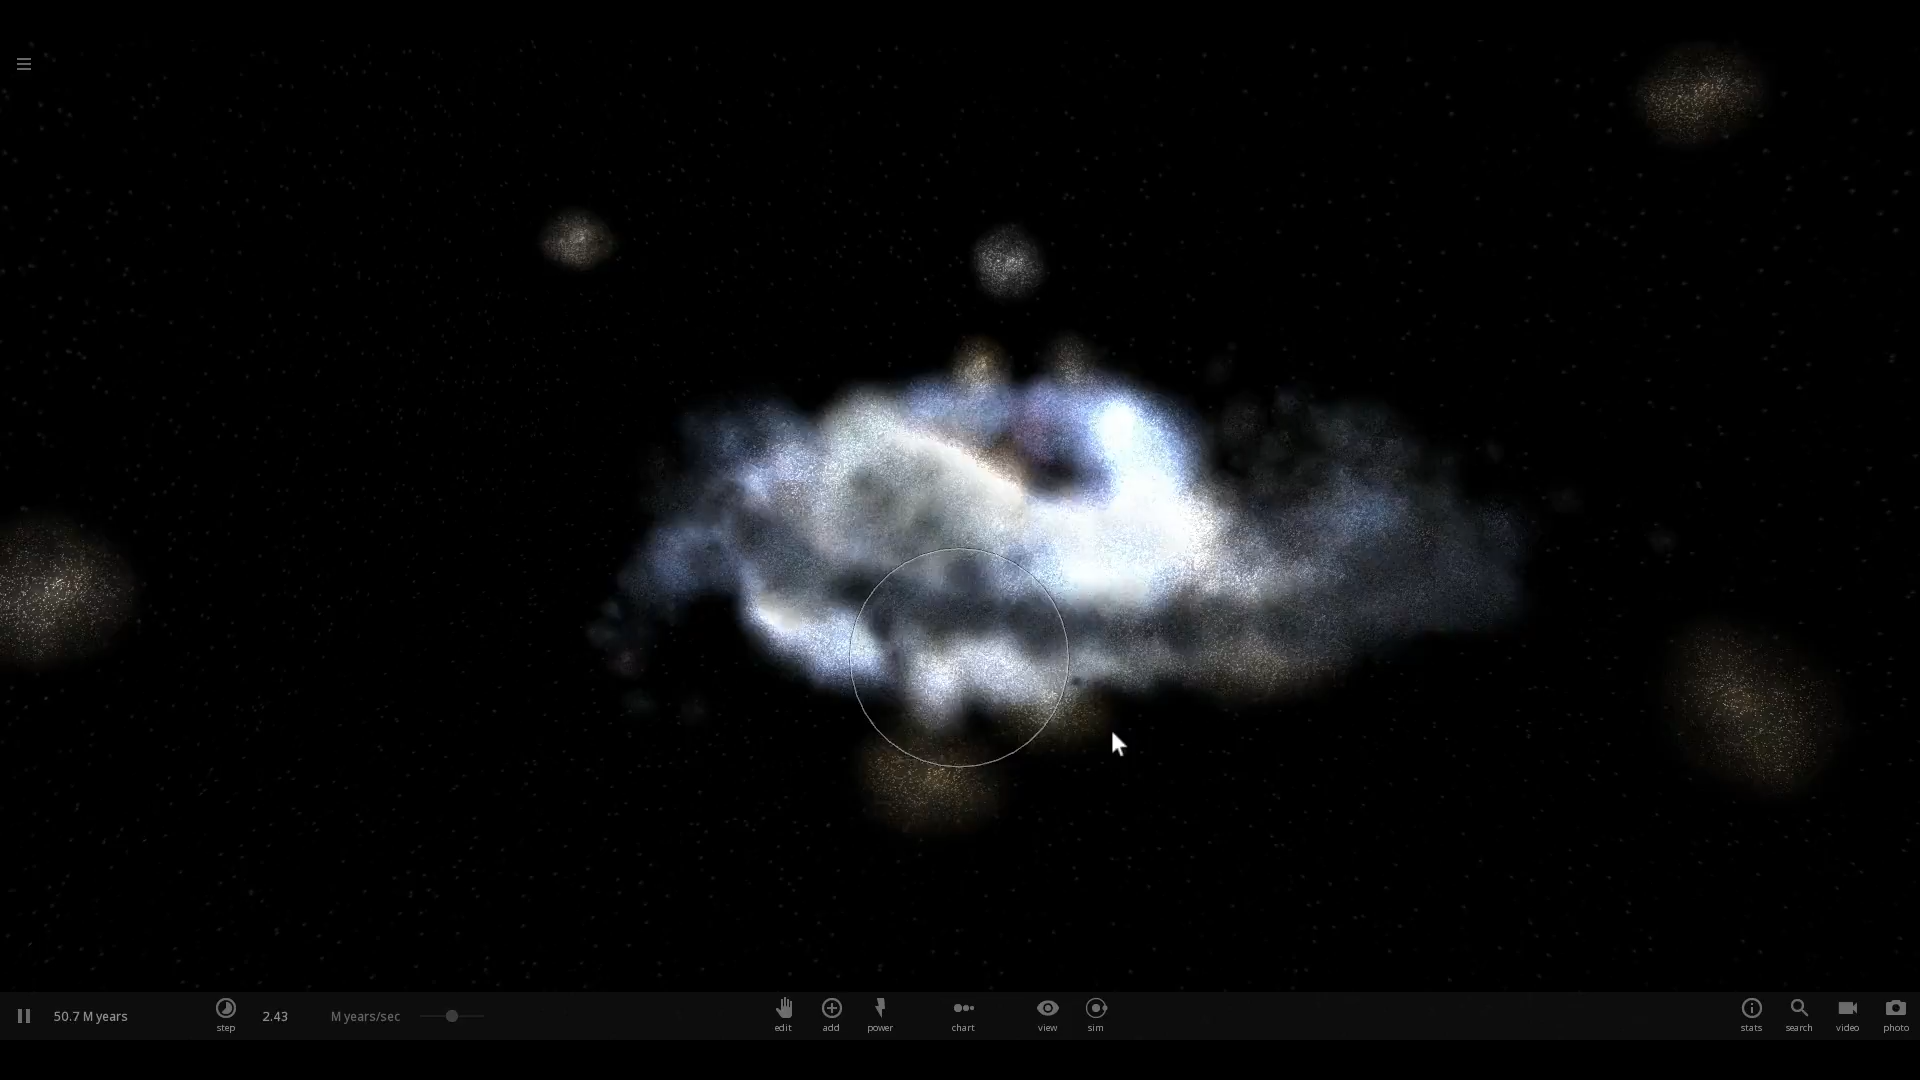 50.7 M years
step
2.43
M years/sec
edit
add
power
chart
view
sim
stats
search
video
photo